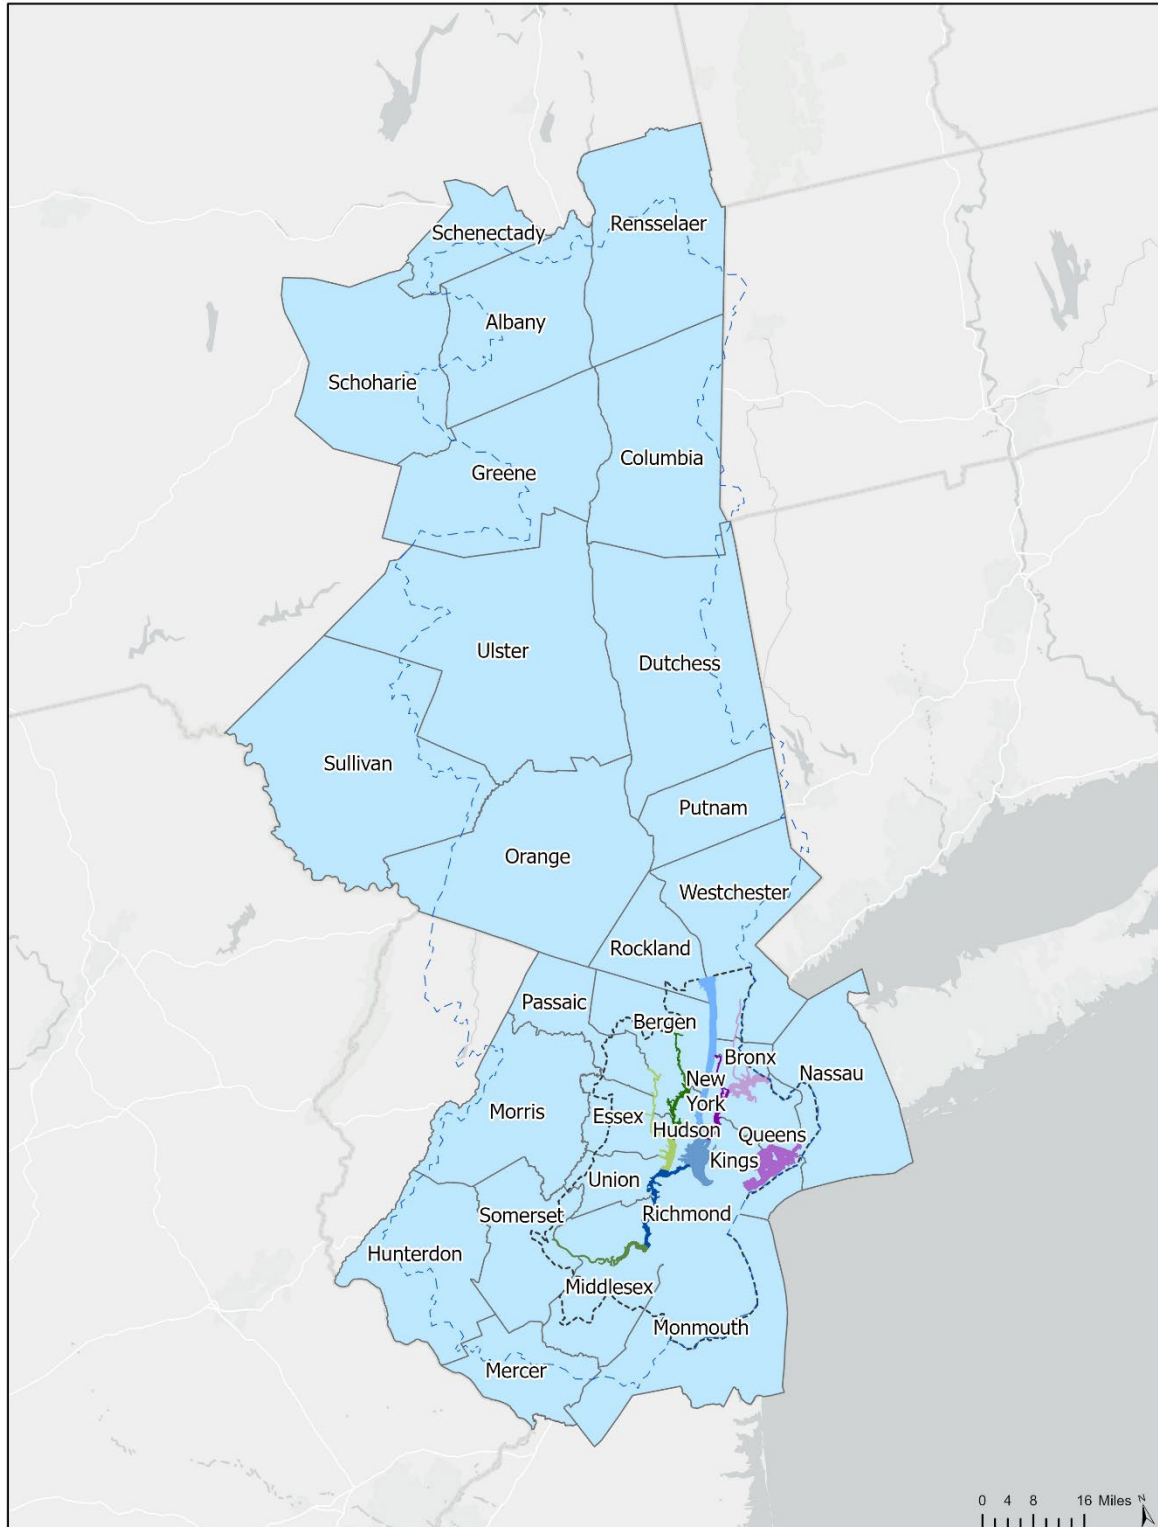 Schenectady
Rensselaer
Albany
Schoharie
Greene
Columbia
Ulster
Dutchess
Sullivan
Putnam
Orange
Westchester
Rockland
Passaic
Bergen
Bronx
Nassau
New
York
Morris
Essex
Hudson
Queens
Kings
Union
Richmond
Somerset
Hunterdon
Middlesex
Monmouth
Mercer
0 4 8 16 Miles
N